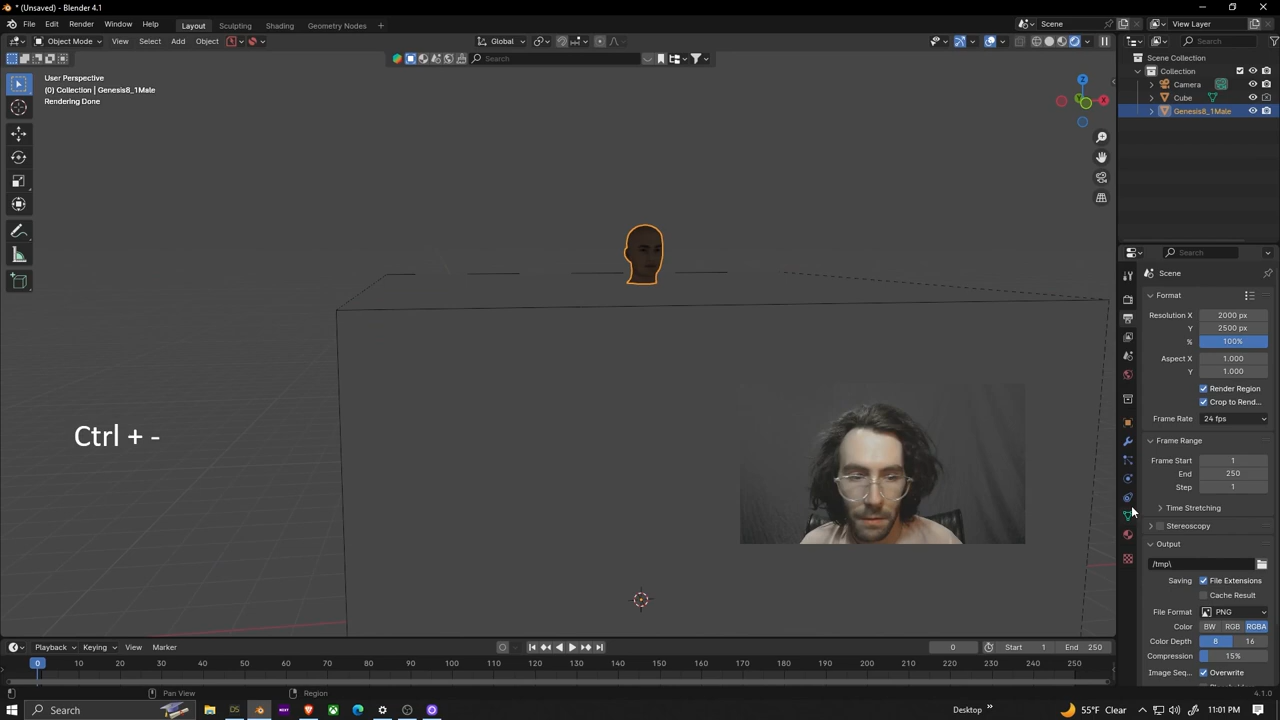 * (Unsaved) - Blender 4.1
File Edit Render Window Help Layout Sculpting Shading Geometry Nodes Scene View Layer
Object Mode View Select Add Object Global Search
Search
User Perspective
(0) Collection | Genesis8_1Male
Rendering Done
Z
Y
X
Scene Collection
Collection
Camera
Cube
Genesis8_1Male
Search
Scene
Format
Resolution X 2000 px
Y 2500 px
% 100%
Aspect X 1.000
Y 1.000
Render Region
Crop to Rend...
Frame Rate 24 fps
Frame Range
Frame Start 1
End 250
Step 1
Time Stretching
Stereoscopy
Output
/tmp\
Saving File Extensions
Cache Result
File Format PNG
Color BW RGB RGBA
Color Depth 8 16
Compression 15%
Image Seq... Overwrite
Ctrl + -
Playback Keying View Marker 0 Start 1 End 250
0 10 20 30 40 50 60 70 80 90 100 110 120 130 140 150 160 170 180 190 200 210 220 230 240 250
Pan View Region 4.1.0
Search DS NEXT Desktop 55°F Clear 11:01 PM